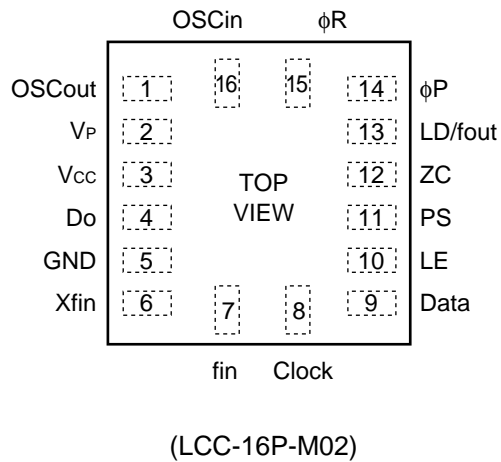 OSCin ϕR
16 15
OSCout 1 14 ϕP
VP 2 13 LD/fout
VCC 3 12 ZC
TOP
VIEW
Do 4 11 PS
GND 5 10 LE
Xfin 6 9 Data
7 8
fin Clock
(LCC-16P-M02)